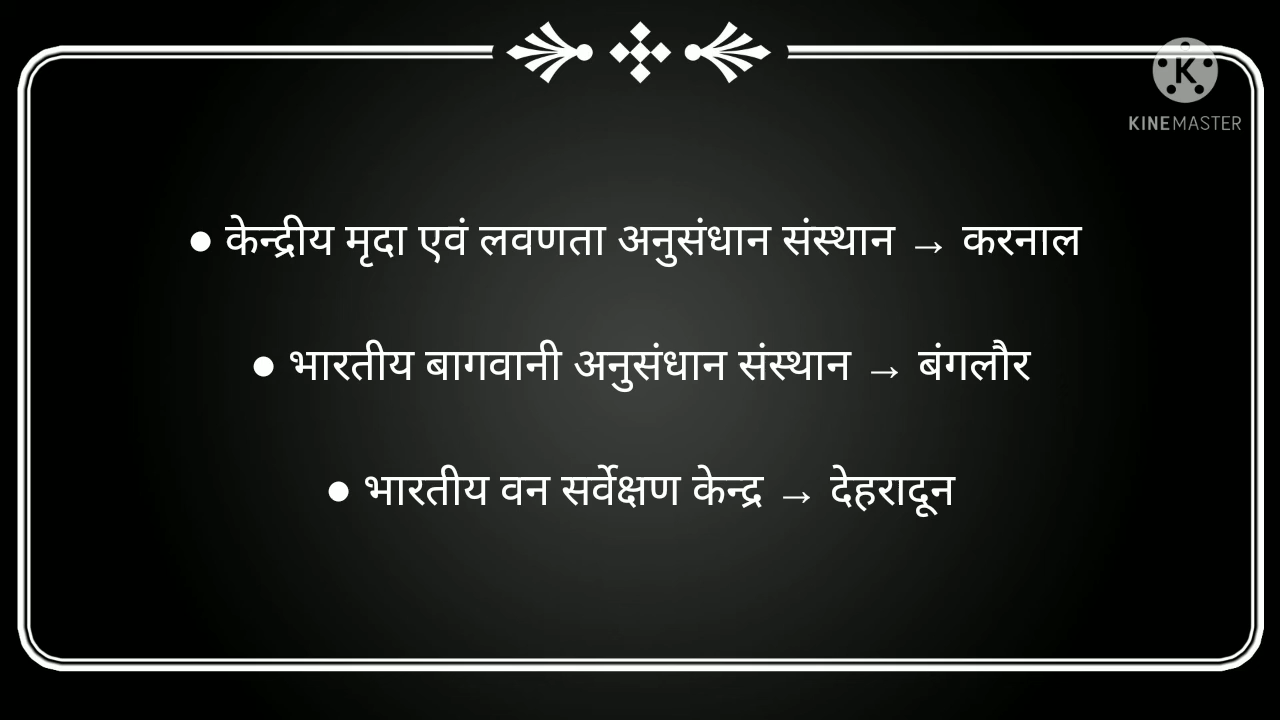 KINEMASTER
● केन्द्रीय मृदा एवं लवणता अनुसंधान संस्थान → करनाल
● भारतीय बागवानी अनुसंधान संस्थान → बंगलौर
● भारतीय वन सर्वेक्षण केन्द्र → देहरादून